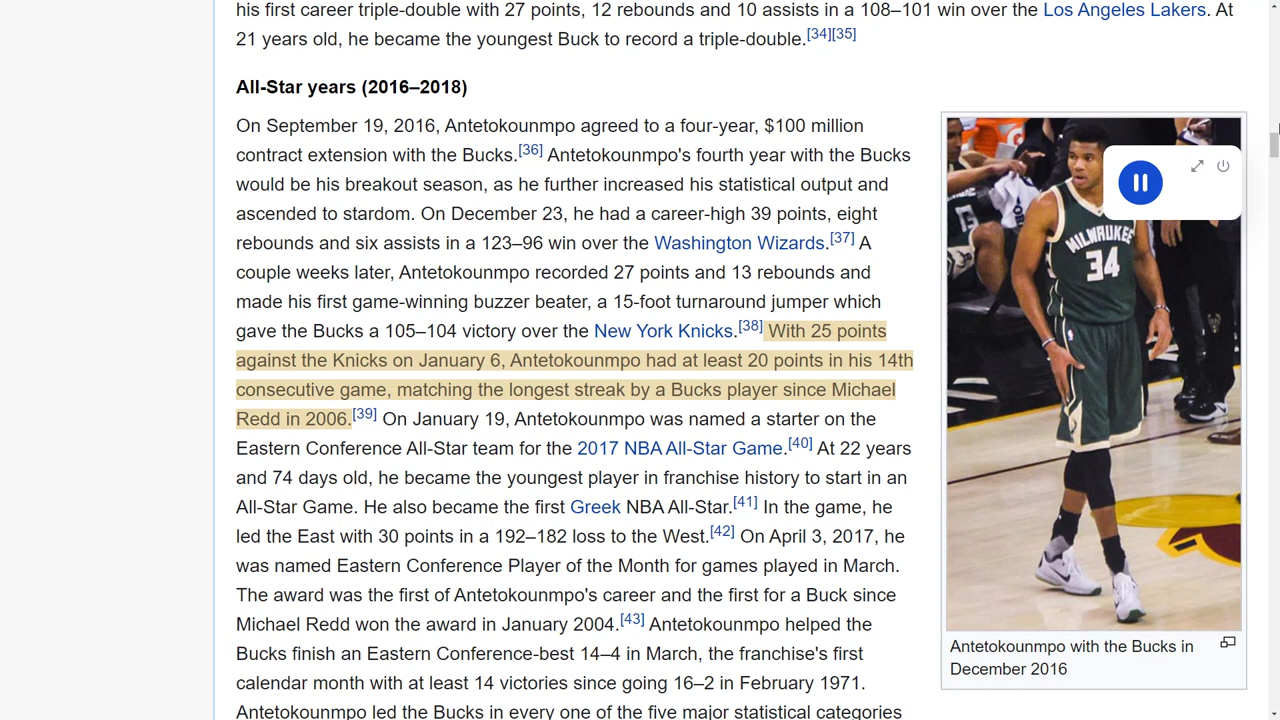 his first career triple-double with 27 points, 12 rebounds and 10 assists in a 108–101 win over the Los Angeles Lakers. At
21 years old, he became the youngest Buck to record a triple-double.[34][35]
All-Star years (2016–2018)
On September 19, 2016, Antetokounmpo agreed to a four-year, $100 million
contract extension with the Bucks.[36] Antetokounmpo's fourth year with the Bucks
would be his breakout season, as he further increased his statistical output and
ascended to stardom. On December 23, he had a career-high 39 points, eight
rebounds and six assists in a 123–96 win over the Washington Wizards.[37] A
couple weeks later, Antetokounmpo recorded 27 points and 13 rebounds and
made his first game-winning buzzer beater, a 15-foot turnaround jumper which
gave the Bucks a 105–104 victory over the New York Knicks.[38] With 25 points
against the Knicks on January 6, Antetokounmpo had at least 20 points in his 14th
consecutive game, matching the longest streak by a Bucks player since Michael
Redd in 2006.[39] On January 19, Antetokounmpo was named a starter on the
Eastern Conference All-Star team for the 2017 NBA All-Star Game.[40] At 22 years
and 74 days old, he became the youngest player in franchise history to start in an
All-Star Game. He also became the first Greek NBA All-Star.[41] In the game, he
led the East with 30 points in a 192–182 loss to the West.[42] On April 3, 2017, he
was named Eastern Conference Player of the Month for games played in March.
The award was the first of Antetokounmpo's career and the first for a Buck since
Michael Redd won the award in January 2004.[43] Antetokounmpo helped the
Bucks finish an Eastern Conference-best 14–4 in March, the franchise's first
calendar month with at least 14 victories since going 16–2 in February 1971.
Antetokounmpo led the Bucks in every one of the five major statistical categories
MILWAUKEE
34
Antetokounmpo with the Bucks in
December 2016